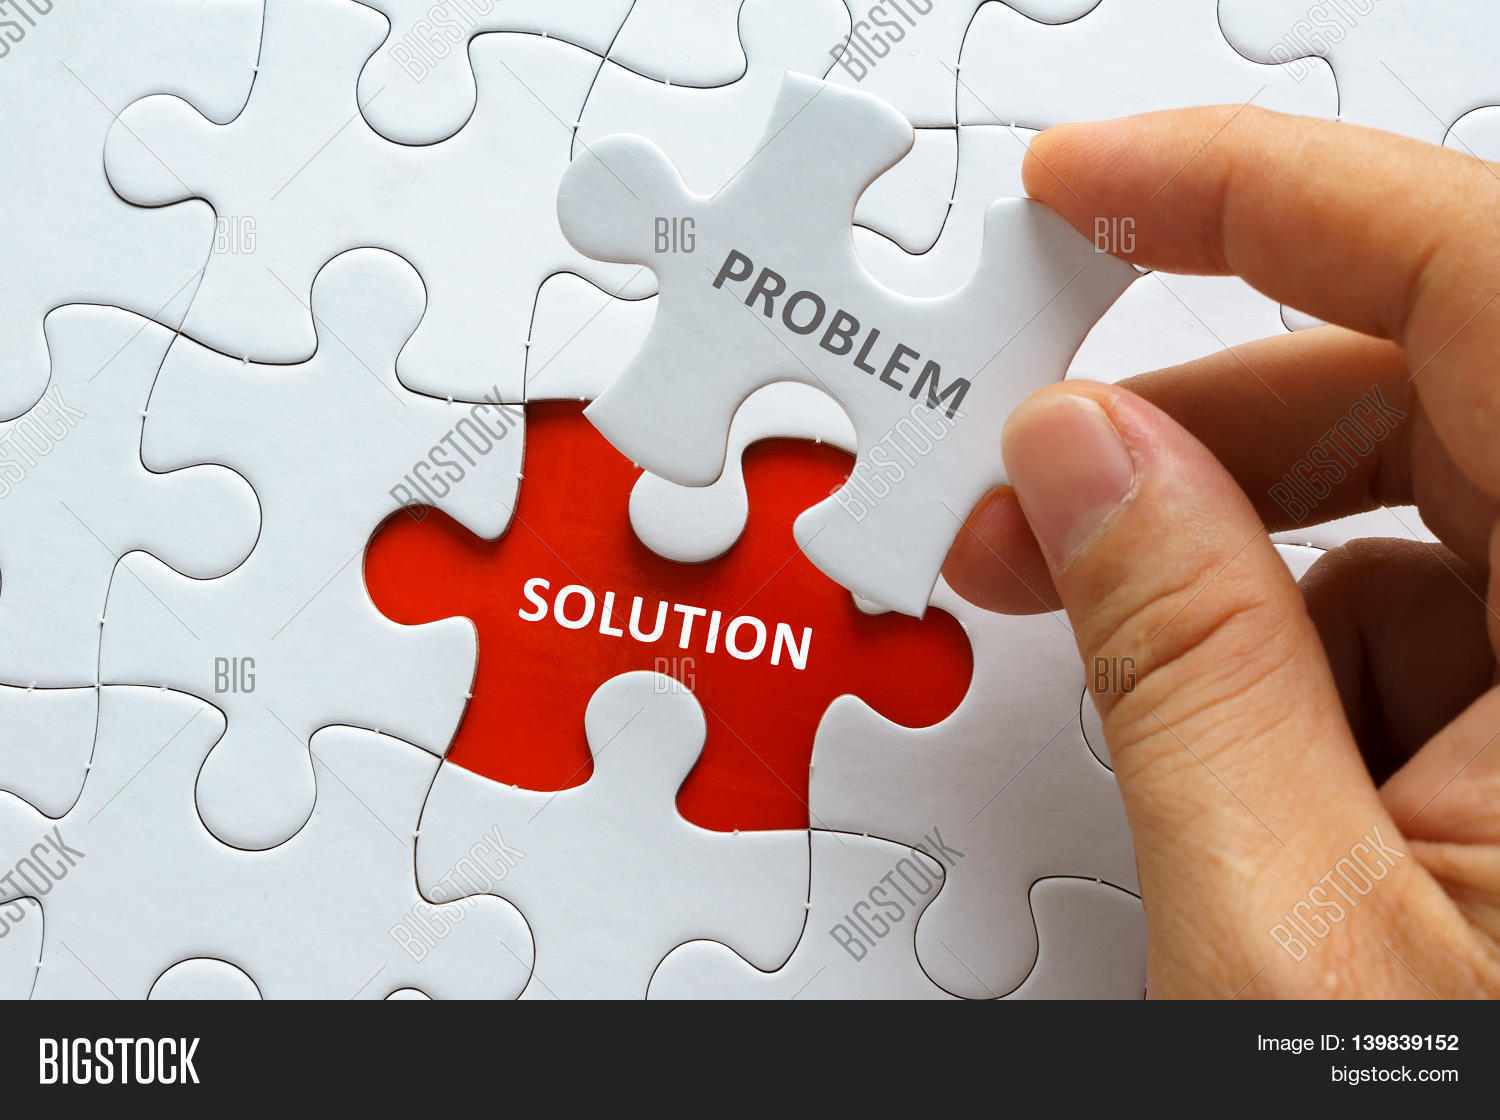 PROBLEM
SOLUTION
BIGSTOCK
Image ID: 139839152
bigstock.com